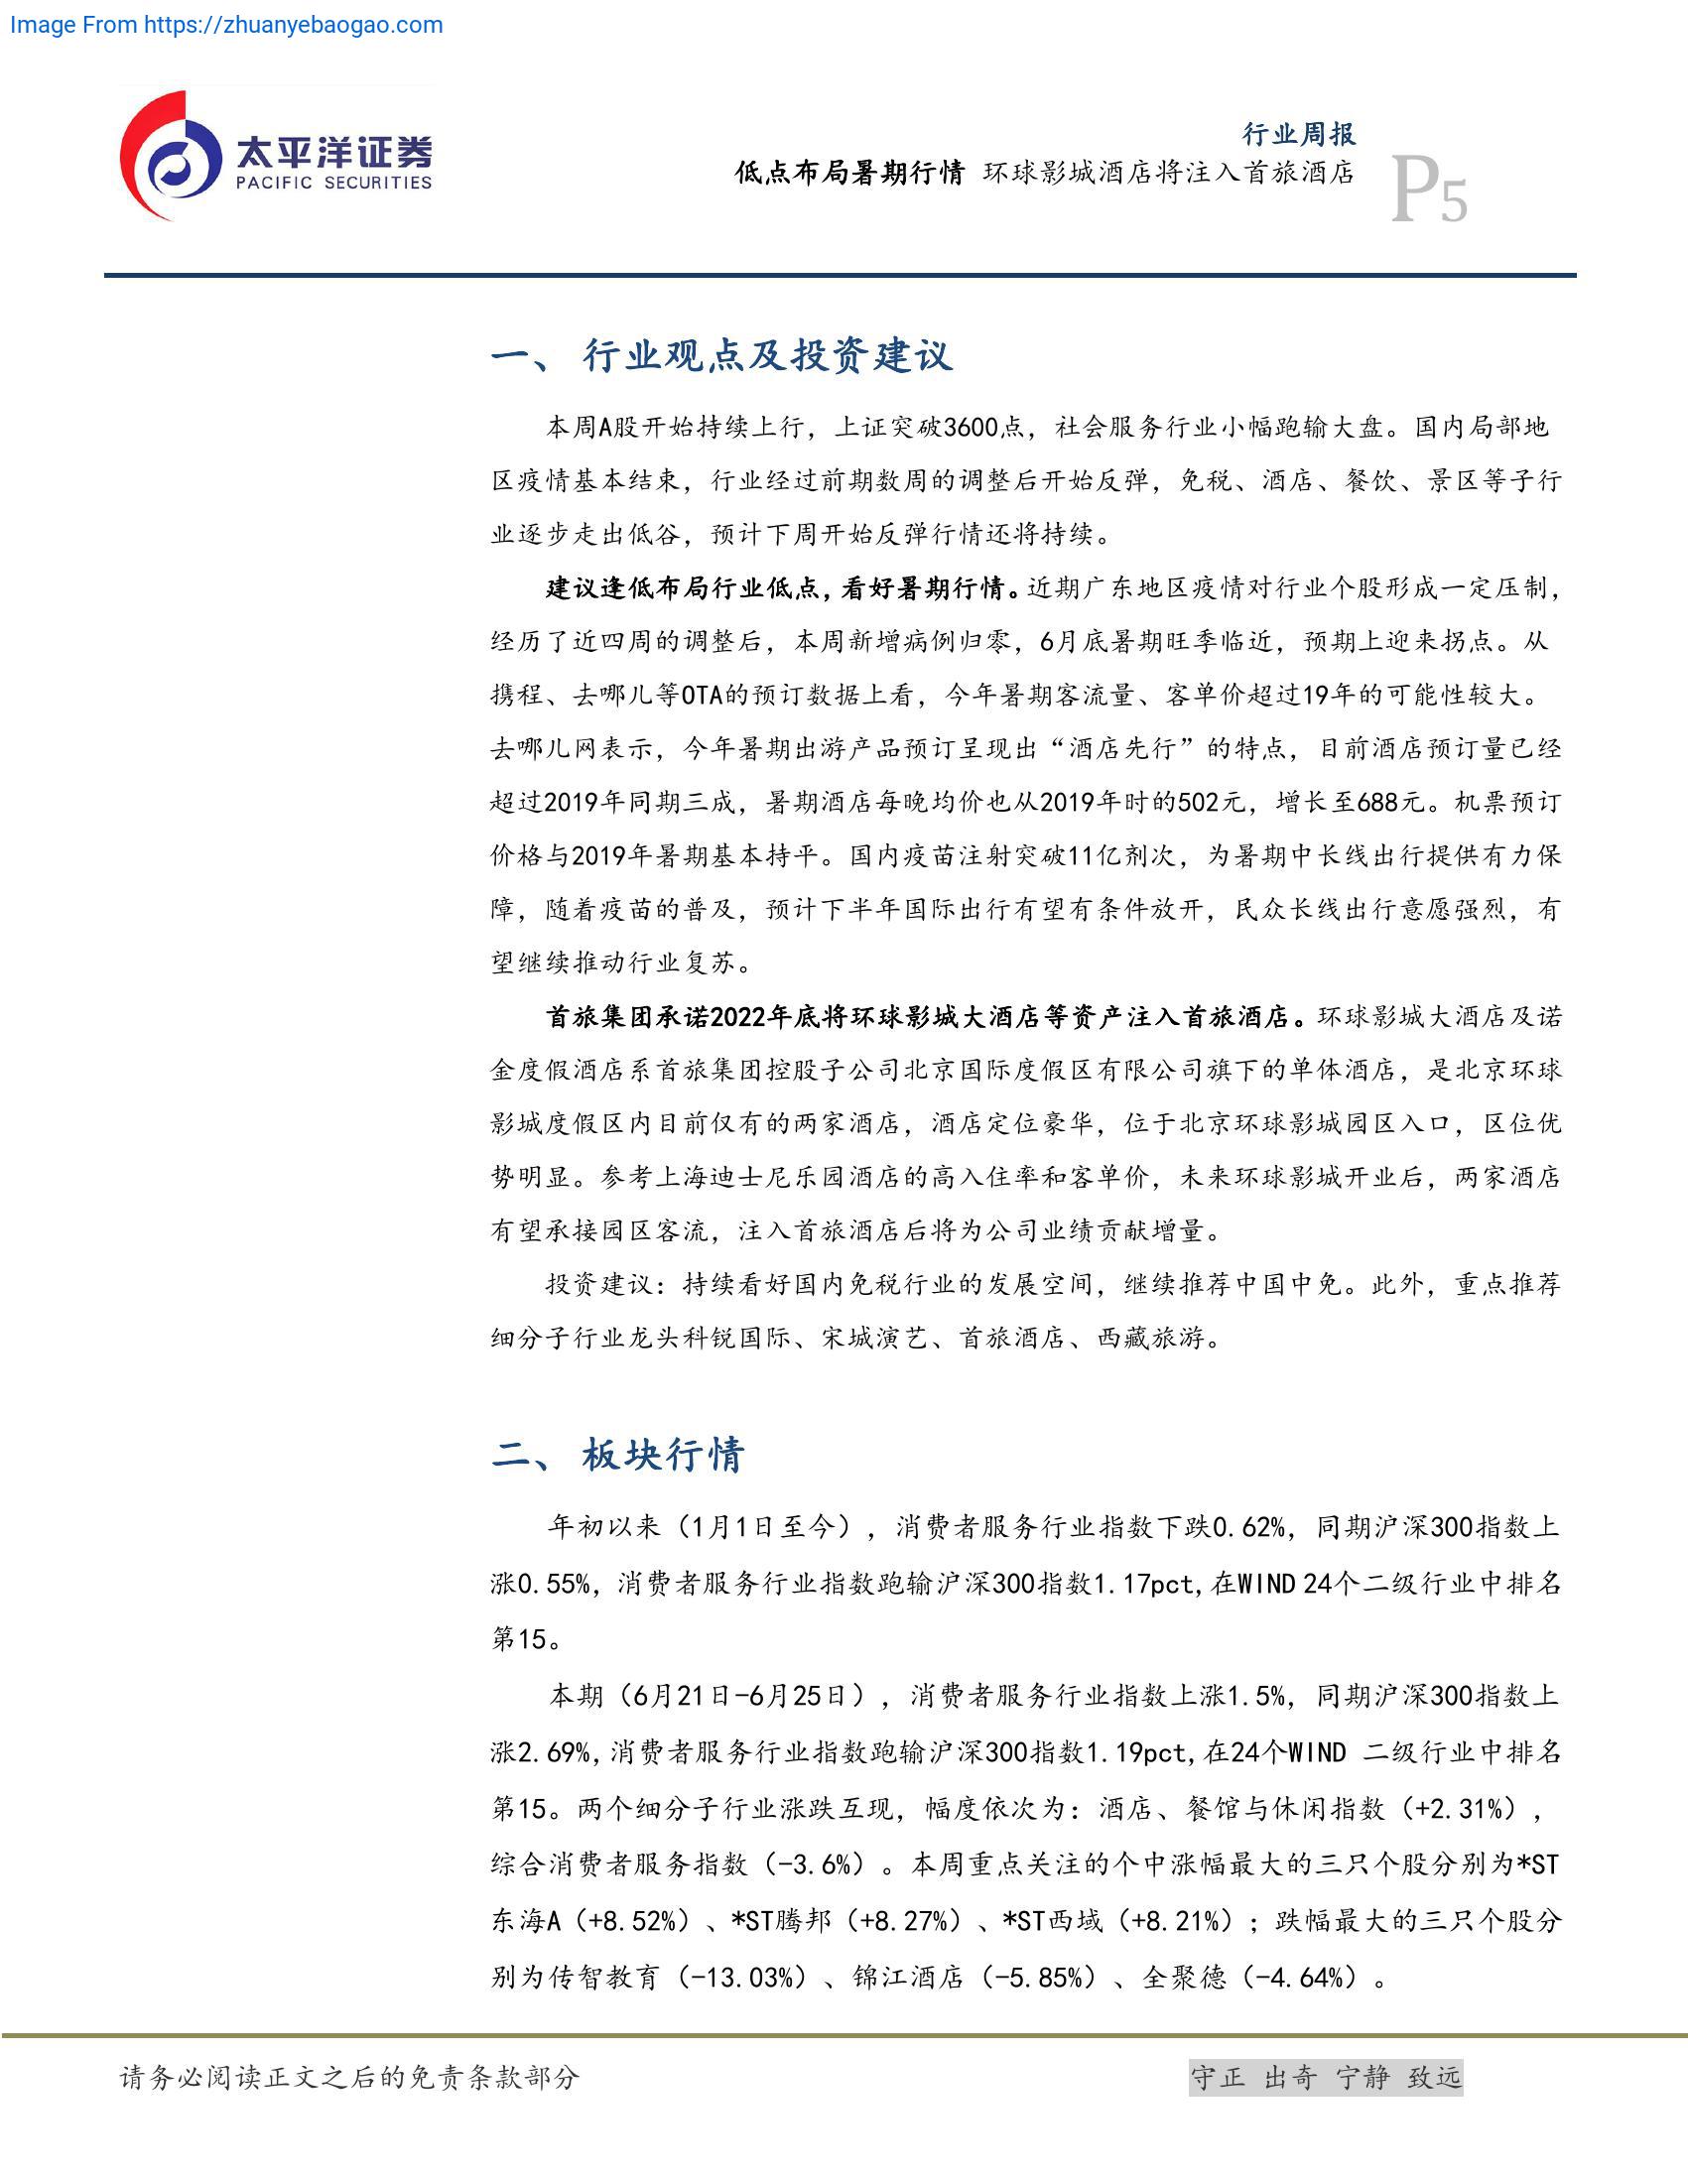 Image From https://zhuanyebaogao.com
太平洋证券
PACIFIC SECURITIES
行业周报
低点布局暑期行情 环球影城酒店将注入首旅酒店
P5
一、 行业观点及投资建议
本周A股开始持续上行，上证突破3600点，社会服务行业小幅跑输大盘。国内局部地
区疫情基本结束，行业经过前期数周的调整后开始反弹，免税、酒店、餐饮、景区等子行
业逐步走出低谷，预计下周开始反弹行情还将持续。
建议逢低布局行业低点，看好暑期行情。近期广东地区疫情对行业个股形成一定压制，
经历了近四周的调整后，本周新增病例归零，6月底暑期旺季临近，预期上迎来拐点。从
携程、去哪儿等OTA的预订数据上看，今年暑期客流量、客单价超过19年的可能性较大。
去哪儿网表示，今年暑期出游产品预订呈现出“酒店先行”的特点，目前酒店预订量已经
超过2019年同期三成，暑期酒店每晚均价也从2019年时的502元，增长至688元。机票预订
价格与2019年暑期基本持平。国内疫苗注射突破11亿剂次，为暑期中长线出行提供有力保
障，随着疫苗的普及，预计下半年国际出行有望有条件放开，民众长线出行意愿强烈，有
望继续推动行业复苏。
首旅集团承诺2022年底将环球影城大酒店等资产注入首旅酒店。环球影城大酒店及诺
金度假酒店系首旅集团控股子公司北京国际度假区有限公司旗下的单体酒店，是北京环球
影城度假区内目前仅有的两家酒店，酒店定位豪华，位于北京环球影城园区入口，区位优
势明显。参考上海迪士尼乐园酒店的高入住率和客单价，未来环球影城开业后，两家酒店
有望承接园区客流，注入首旅酒店后将为公司业绩贡献增量。
投资建议：持续看好国内免税行业的发展空间，继续推荐中国中免。此外，重点推荐
细分子行业龙头科锐国际、宋城演艺、首旅酒店、西藏旅游。
二、 板块行情
年初以来（1月1日至今），消费者服务行业指数下跌0.62%，同期沪深300指数上
涨0.55%，消费者服务行业指数跑输沪深300指数1.17pct,在WIND 24个二级行业中排名
第15。
本期（6月21日-6月25日），消费者服务行业指数上涨1.5%，同期沪深300指数上
涨2.69%,消费者服务行业指数跑输沪深300指数1.19pct,在24个WIND 二级行业中排名
第15。两个细分子行业涨跌互现，幅度依次为：酒店、餐馆与休闲指数（+2.31%），
综合消费者服务指数（-3.6%）。本周重点关注的个中涨幅最大的三只个股分别为*ST
东海A（+8.52%）、*ST腾邦（+8.27%）、*ST西域（+8.21%）；跌幅最大的三只个股分
别为传智教育（-13.03%）、锦江酒店（-5.85%）、全聚德（-4.64%）。
请务必阅读正文之后的免责条款部分
守正 出奇 宁静 致远